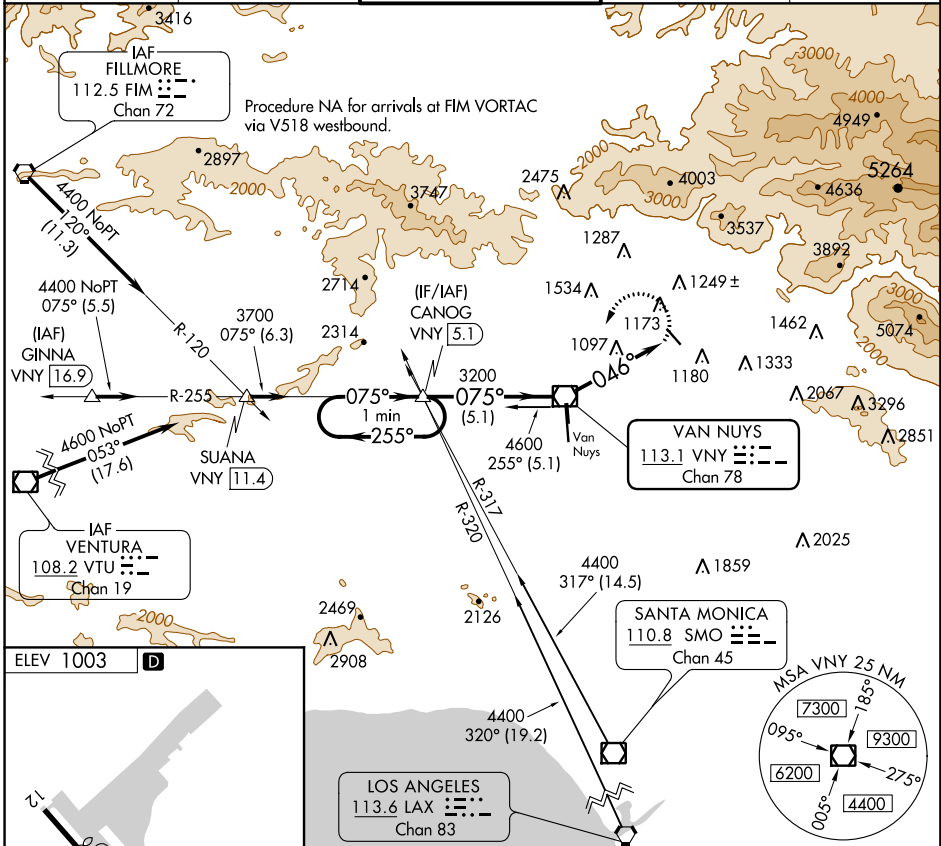 3416
IAF
FILLMORE
112.5 FIM
Chan 72
Procedure NA for arrivals at FIM VORTAC
via V518 westbound.
3000
4000
4949
2000
2897
2000
3747
2475
4003
3000
4636
5264
3537
3892
4400 NoPT
120°
(11.3)
4400 NoPT
075° (5.5)
3700
075° (6.3)
2714
2314
R-120
(IF/IAF)
CANOG
VNY 5.1
1287
1534
1249 ±
1173
1097
1180
1333
1462
3000
5074
2000
2067
3296
2851
(IAF)
GINNA
VNY 16.9
R-255
075°
1 min
255°
3200
075°
(5.1)
4600
255° (5.1)
046°
Van
Nuys
VAN NUYS
113.1 VNY
Chan 78
4600 NoPT
053°
(17.6)
SUANA
VNY 11.4
IAF
VENTURA
108.2 VTU
Chan 19
R-317
R-320
2025
1859
4400
317° (14.5)
2000
2469
2908
2126
SANTA MONICA
110.8 SMO
Chan 45
ELEV 1003 D
12
4400
320° (19.2)
LOS ANGELES
113.6 LAX
Chan 83
MSA VNY 25 NM
7300
185°
095°
9300
6200
275°
005°
4400